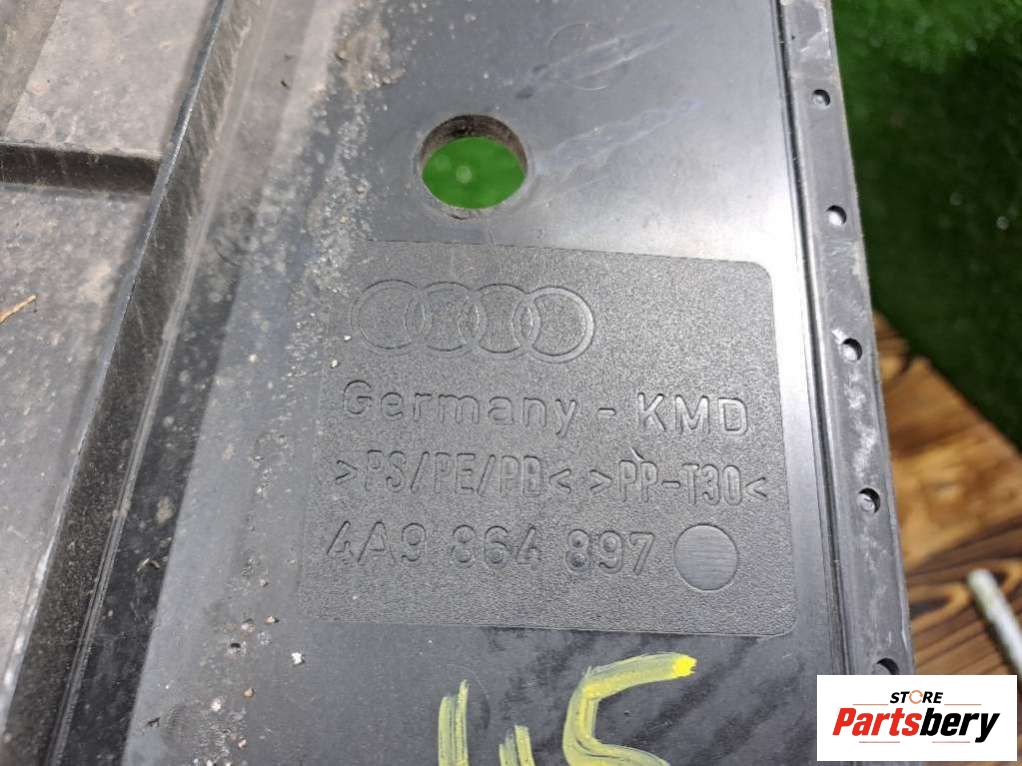 Germany - KMD
>PS/PE/PB< >PP-T30<
4A9 864 897
STORE
Partsbery